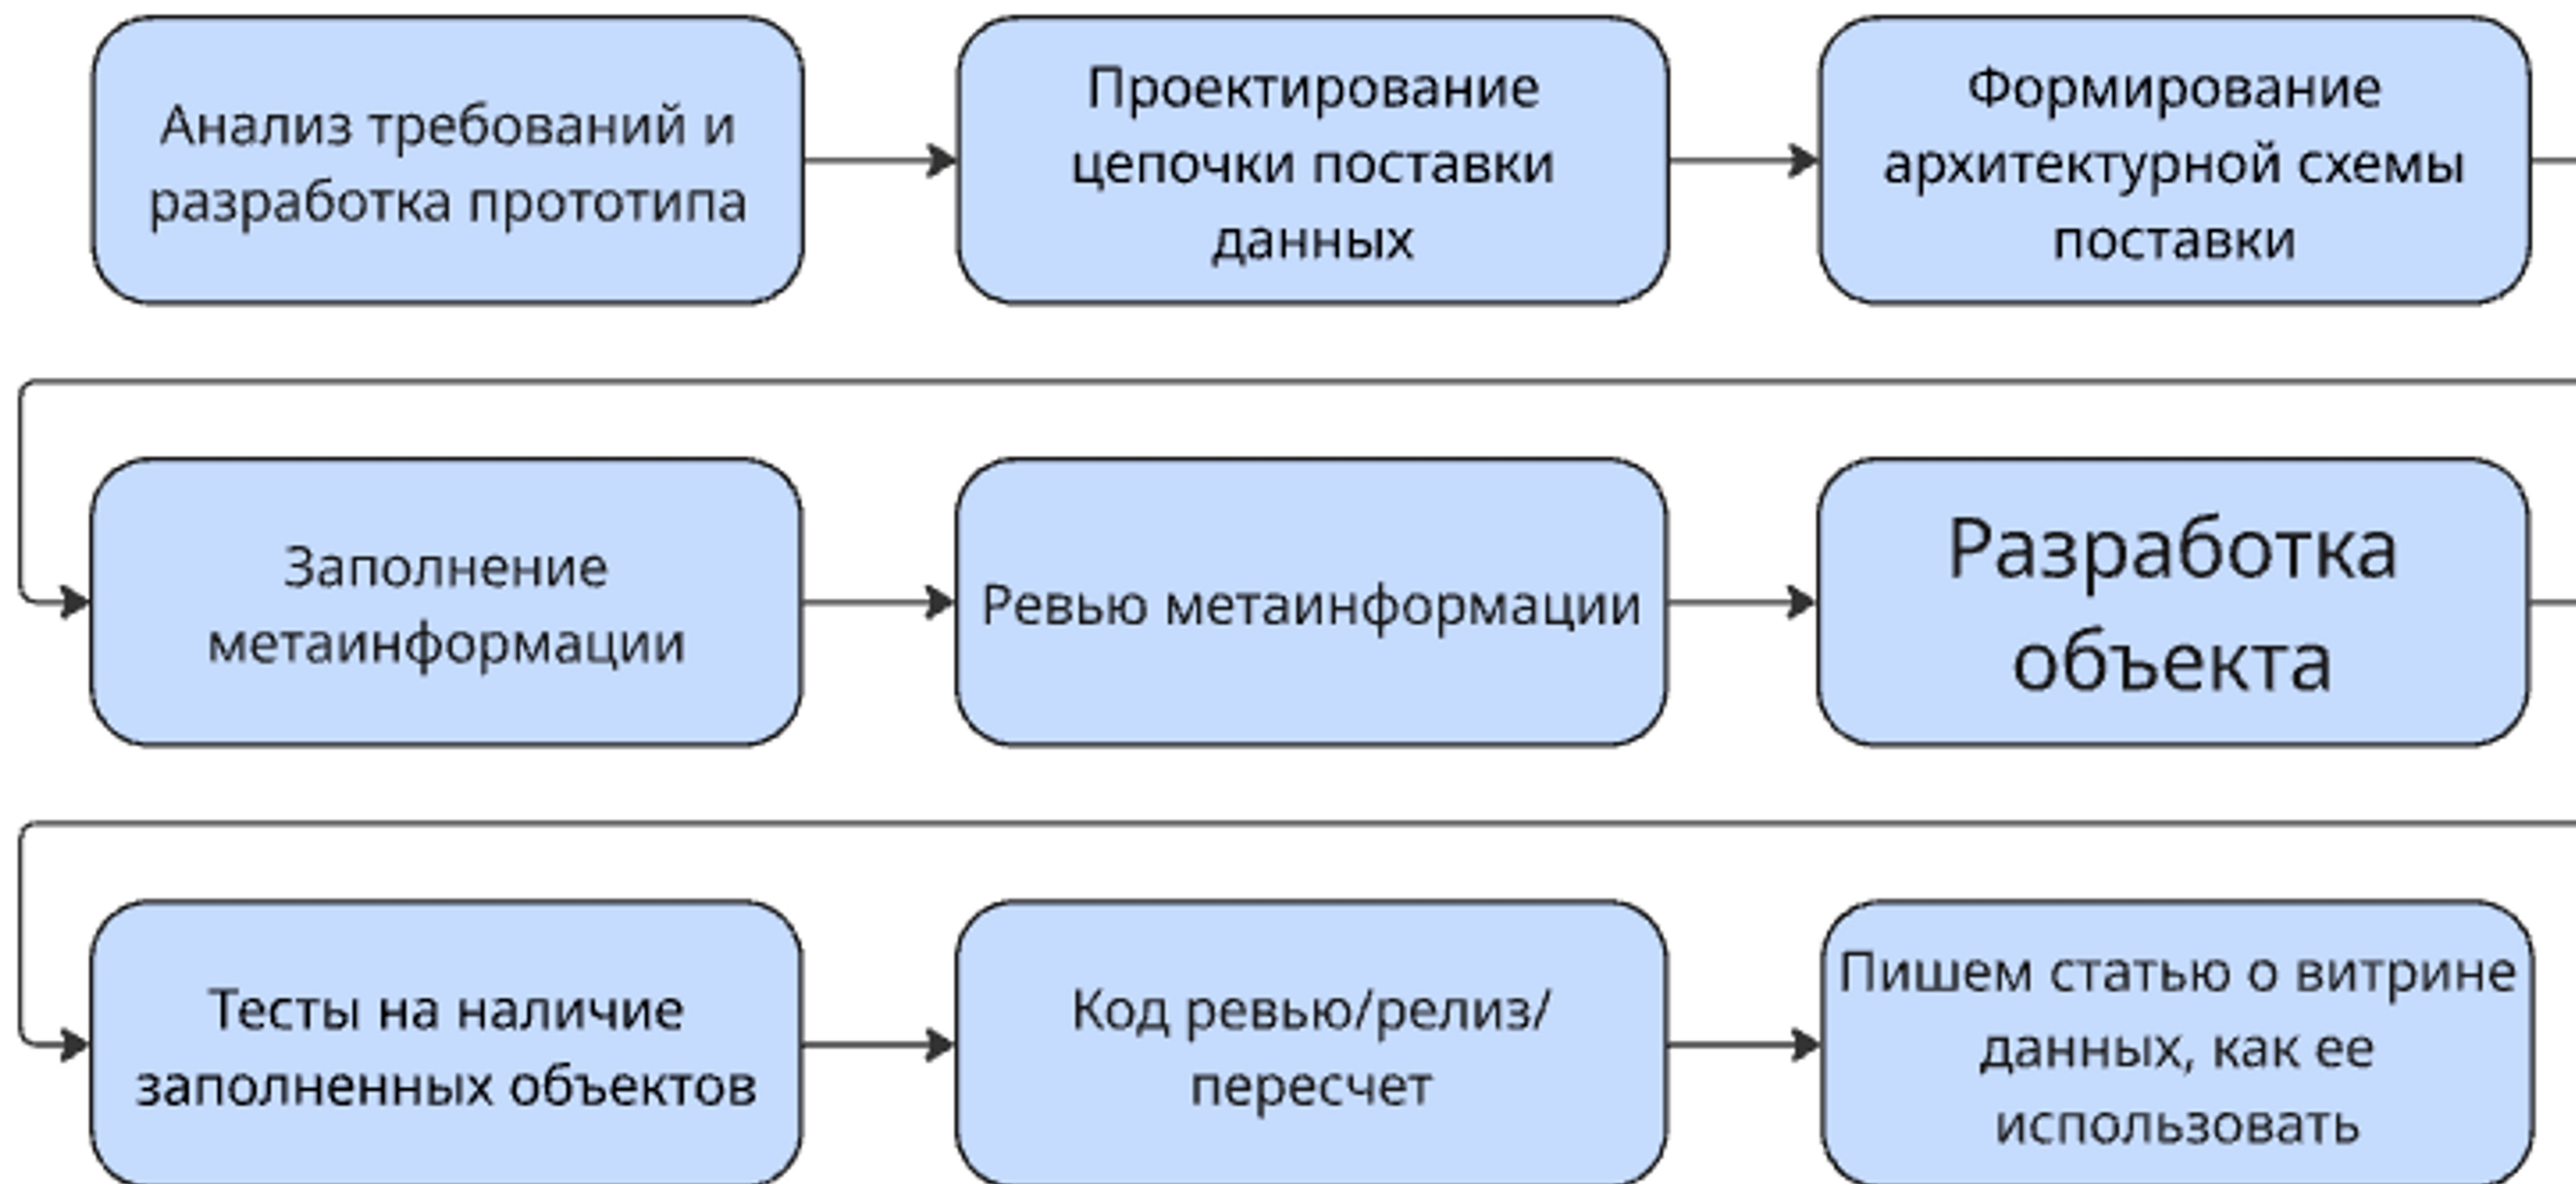 Анализ требований и
разработка прототипа
Проектирование
цепочки поставки
данных
Формирование
архитектурной схемы
поставки
Заполнение
метаинформации
Ревью метаинформации
Разработка
объекта
Тесты на наличие
заполненных объектов
Код ревью/релиз/
пересчет
Пишем статью о витрине
данных, как ее
использовать